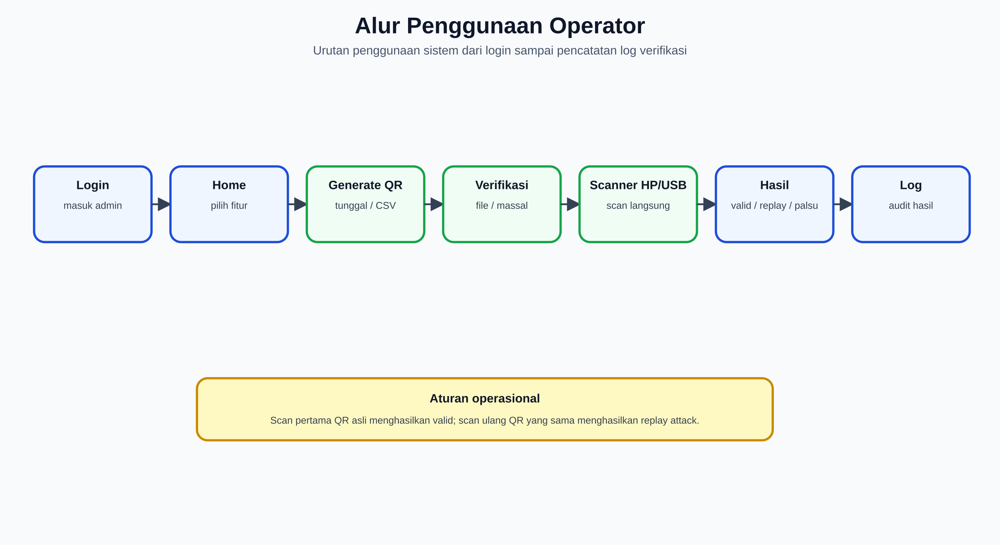 Alur Penggunaan Operator
Urutan penggunaan sistem dari login sampai pencatatan log verifikasi
Login
masuk admin
Home
pilih fitur
Generate QR
tunggal / CSV
Verifikasi
file / massal
Scanner HP/USB
scan langsung
Hasil
valid / replay / palsu
Log
audit hasil
Aturan operasional
Scan pertama QR asli menghasilkan valid; scan ulang QR yang sama menghasilkan replay attack.